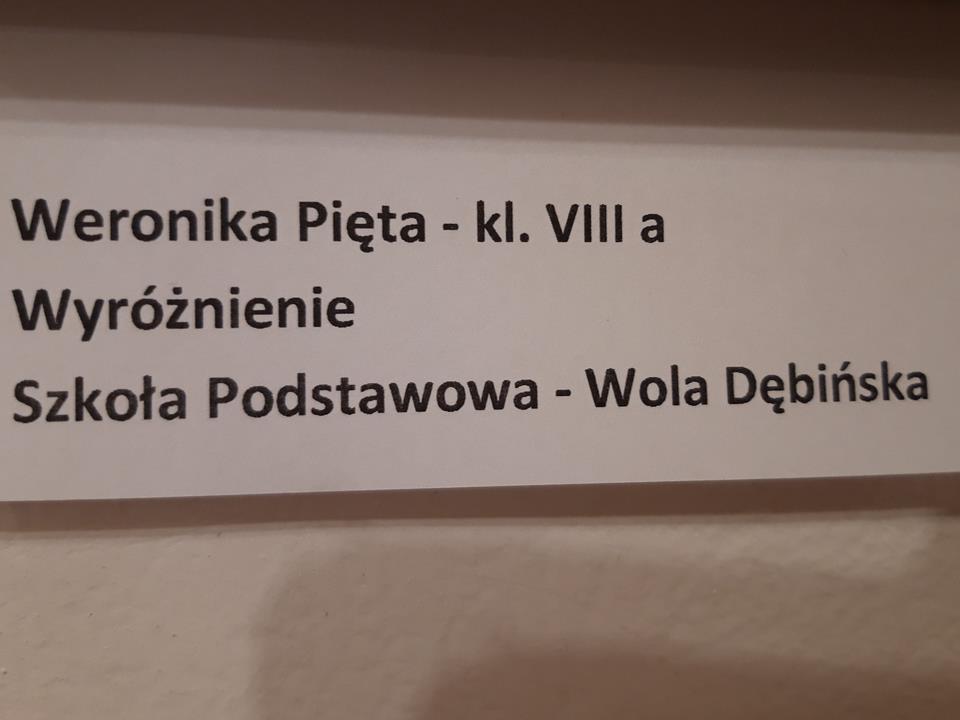 Weronika Pięta - kl. VIII a
Wyróżnienie
Szkoła Podstawowa - Wola Dębińska